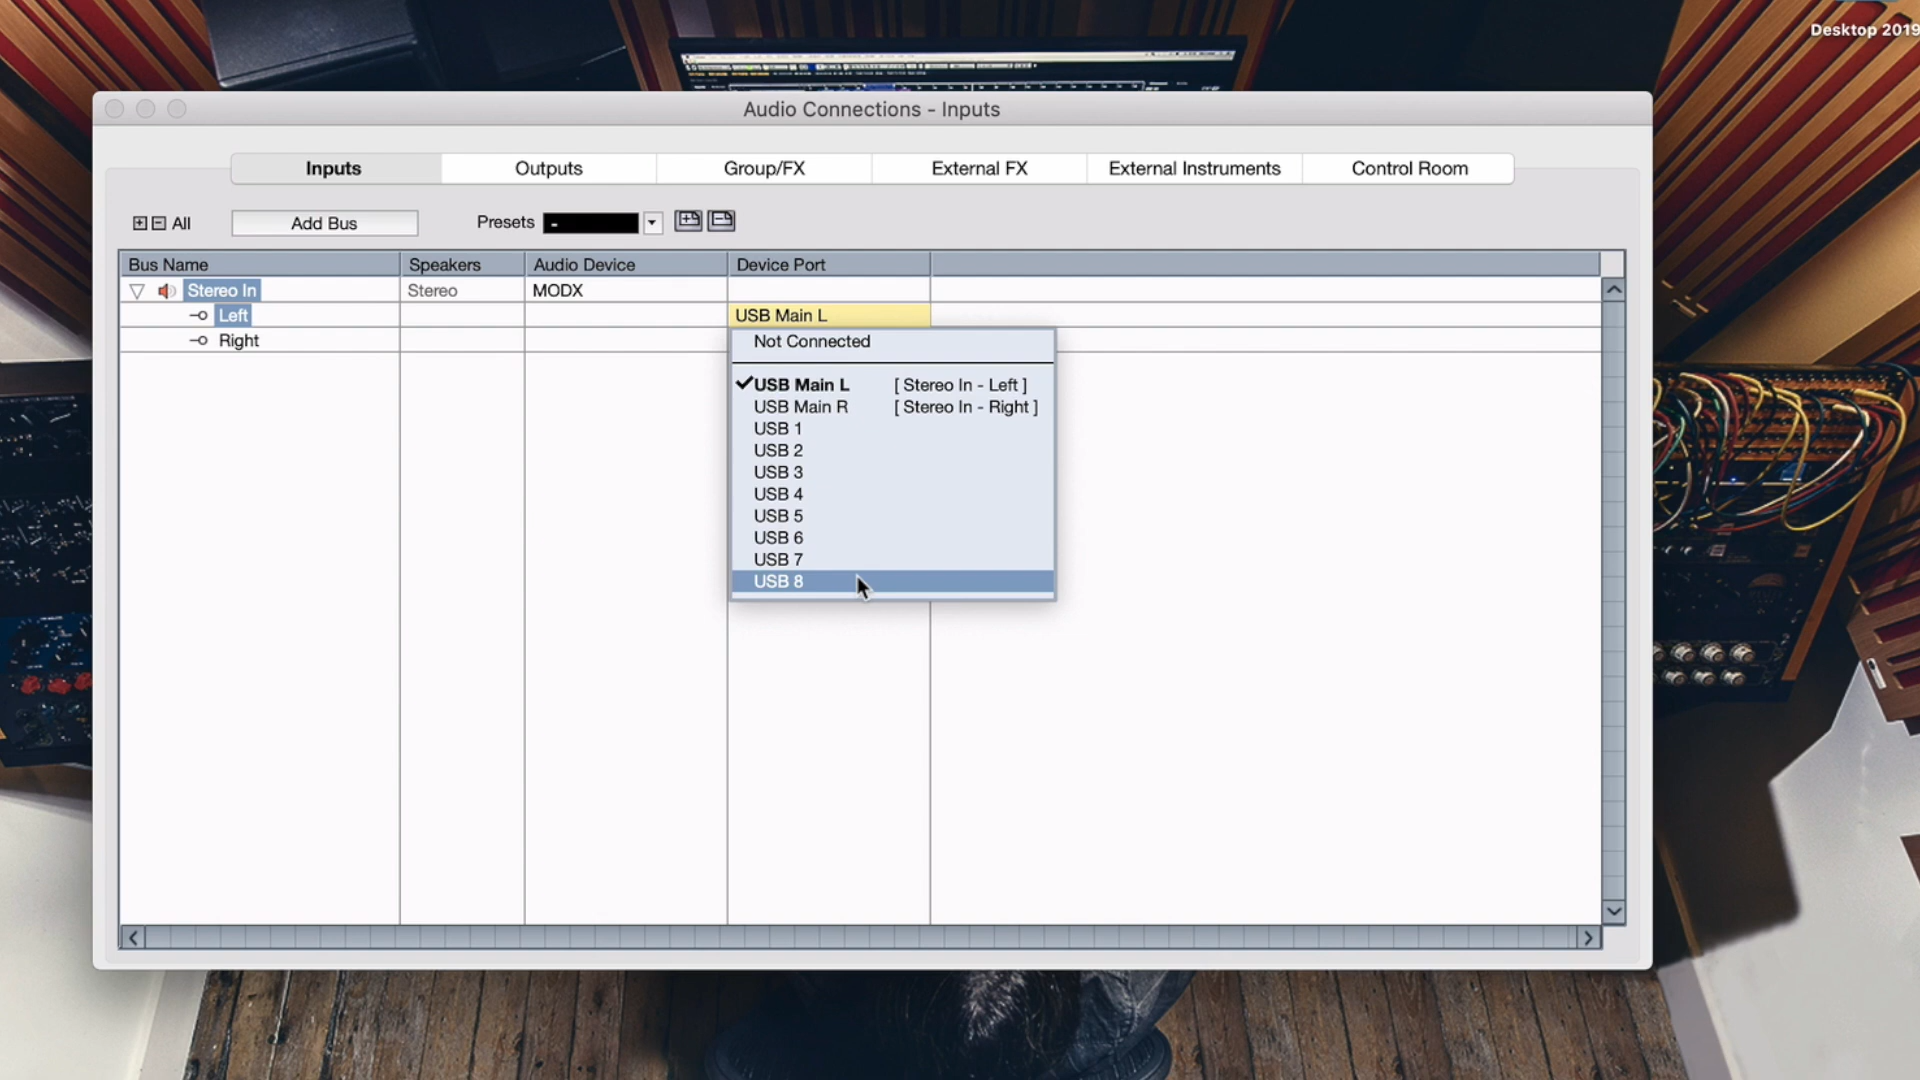 Desktop 2019
Audio Connections - Inputs
Inputs Outputs Group/FX External FX External Instruments Control Room
All Add Bus Presets -
Bus Name Speakers Audio Device Device Port
Stereo In Stereo MODX
Left USB Main L
Right
Not Connected
USB Main L [ Stereo In - Left ]
USB Main R [ Stereo In - Right ]
USB 1
USB 2
USB 3
USB 4
USB 5
USB 6
USB 7
USB 8